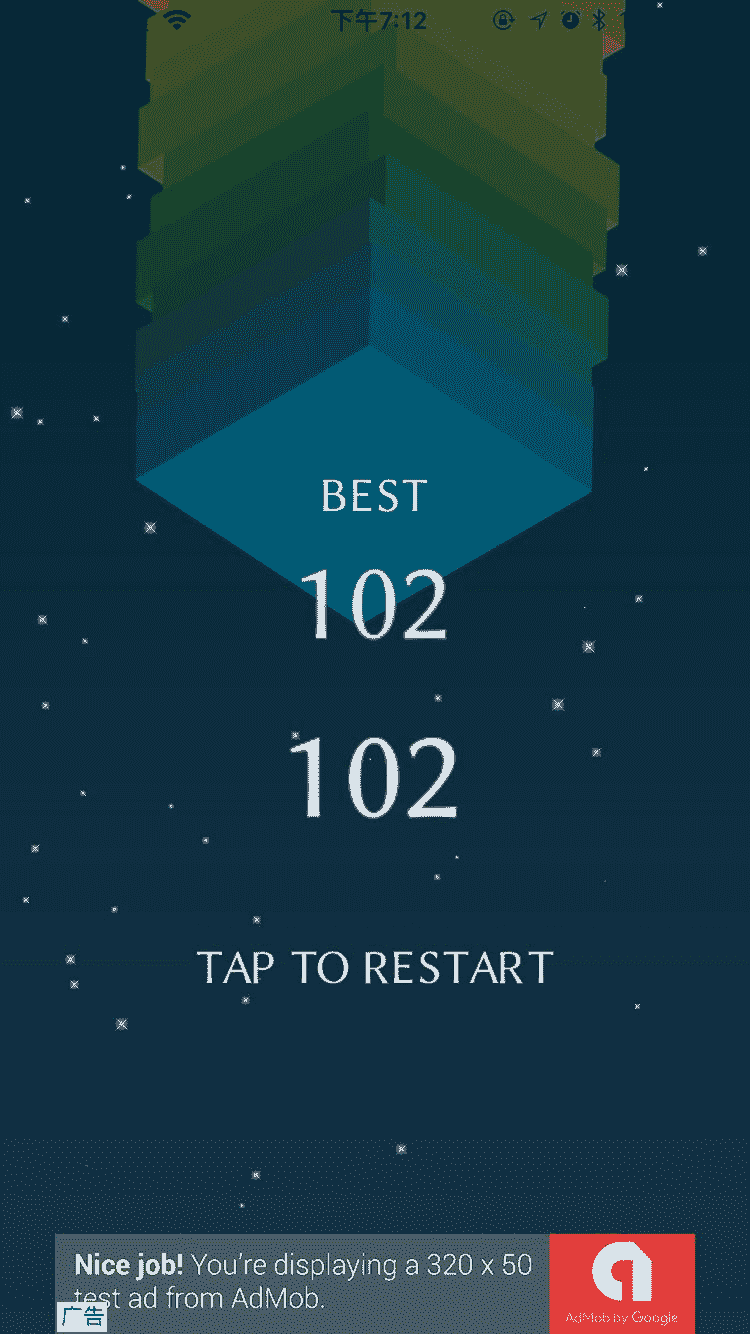 下午7:12
BEST
102
102
TAP TO RESTART
Nice job! You're displaying a 320 x 50
test ad from AdMob.
广告
AdMob by Google